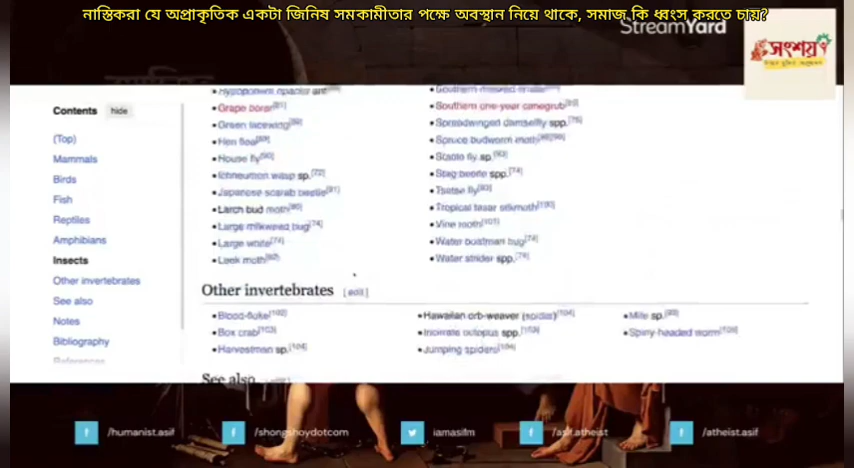 নাস্তিকরা যে অপ্রাকৃতিক একটা জিনিষ সমকামীতার পক্ষে অবস্থান নিয়ে থাকে, সমাজ কি ধ্বংস করতে চায়?
StreamYard
সংশয়
Contents hide
(Top)
Mammals
Birds
Fish
Reptiles
Amphibians
Insects
Other invertebrates
See also
Notes
Bibliography
References
Grape borer
Green lacewing
Hen flea
House fly
Ichneumon wasp sp.
Japanese scarab beetle
Larch bud moth
Large milkweed bug
Large white
Leek moth
Southern one-year canegrub
Spreadwinged damselfly spp.
Spruce budworm moth
Stable fly sp.
Stag beetle spp.
Tsetse fly
Tropical tasar silkmoth
Vine moth
Water boatman bug
Water strider spp.
Other invertebrates [edit]
Blood-fluke
Box crab
Harvestman sp.
Hawaiian orb-weaver (spider)
Incirrate octopus spp.
Jumping spiders
Mite sp.
Spiny-headed worm
See also
/humanist.asif
/shongshoydotcom
iamasifm
/asif.atheist
/atheist.asif